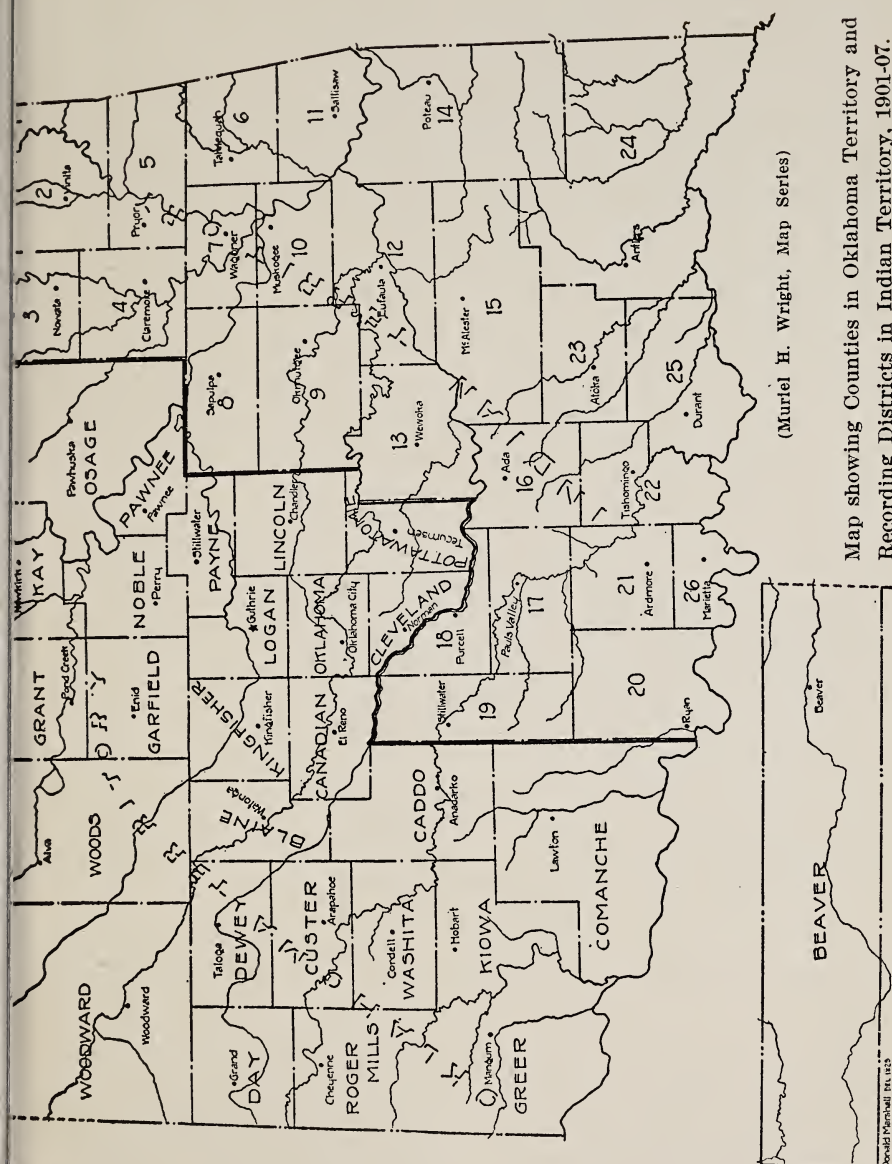 WOODWARD
Woodward
WOODS
Alva
GRANT
Pond Creek
KAY
Newkirk
GARFIELD
Enid
NOBLE
Perry
OSAGE
Pawhuska
PAWNEE
Pawnee
3
Nowata
2
Vinita
4
Claremore
Pryor
5
DAY
Grand
DEWEY
Taloga
BLAINE
Watonga
KINGFISHER
Kingfisher
LOGAN
Guthrie
PAYNE
Stillwater
Sapulpa
8
7
Wagoner
Tahlequah
6
ROGER
MILLS
Cheyenne
CUSTER
Arapahoe
CANADIAN
El Reno
OKLAHOMA
Oklahoma City
LINCOLN
Chandler
Okmulgee
9
Muskogee
10
11
Sallisaw
WASHITA
Cordell
CADDO
Anadarko
CLEVELAND
Norman
POTTAWATOMIE
Tecumseh
13
Wewoka
Eufaula
12
Poteau
14
GREER
Mangum
KIOWA
Hobart
Stillwater
19
18
Purcell
Pauls Valley
17
16
Ada
McAlester
15
COMANCHE
Lawton
20
Ryan
21
Ardmore
26
Marietta
Tishomingo
22
23
Atoka
25
Durant
Antlers
24
BEAVER
Beaver
(Muriel H. Wright, Map Series)
Map showing Counties in Oklahoma Territory and
Recording Districts in Indian Territory, 1901-07.
Marshall